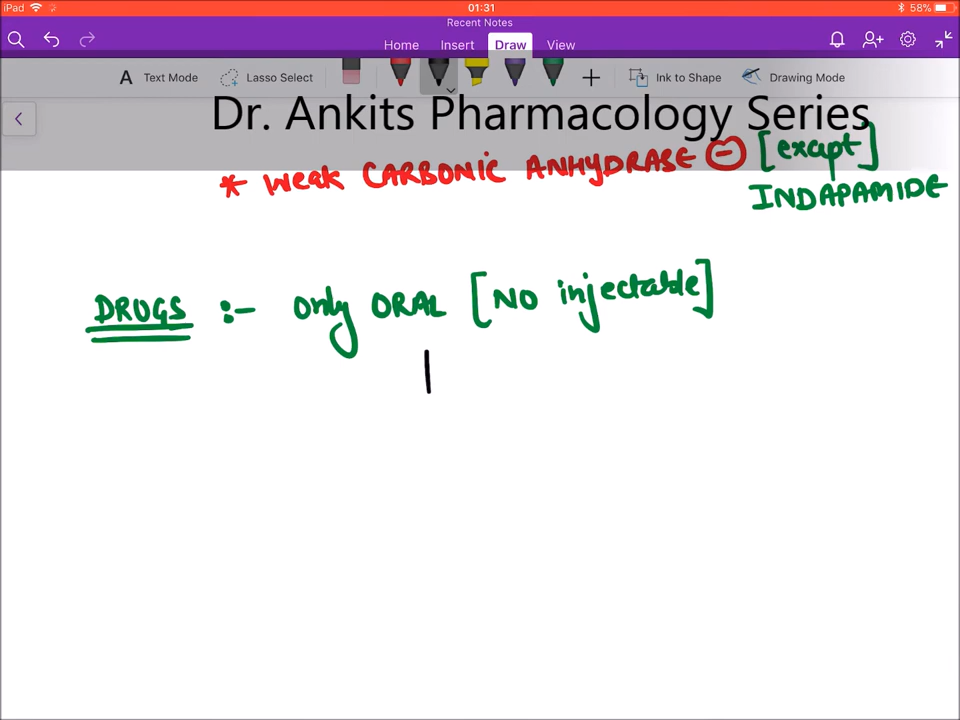 iPad 01:31 58%
Recent Notes
Home Insert Draw View
A Text Mode Lasso Select Ink to Shape Drawing Mode
Dr. Ankits Pharmacology Series
* weak CARBONIC ANHYDRASE ⊖ [except]
INDAPAMIDE
DRUGS :- only ORAL [NO injectable]